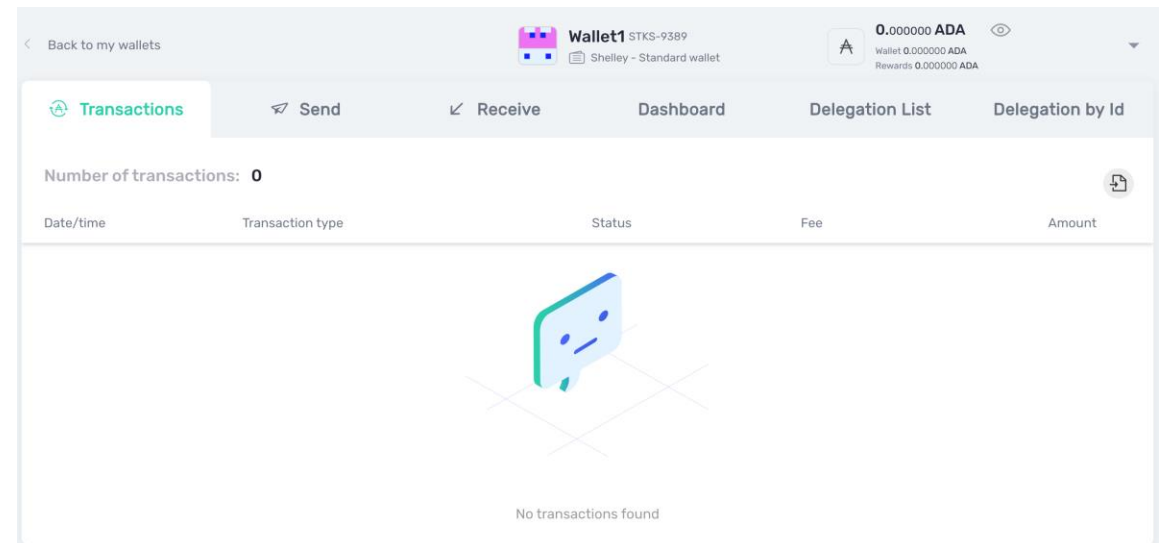 Back to my wallets
Wallet1 STKS-9389
Shelley - Standard wallet
0.000000 ADA
Wallet 0.000000 ADA
Rewards 0.000000 ADA
Transactions
Send
Receive
Dashboard
Delegation List
Delegation by Id
Number of transactions: 0
Date/time
Transaction type
Status
Fee
Amount
No transactions found